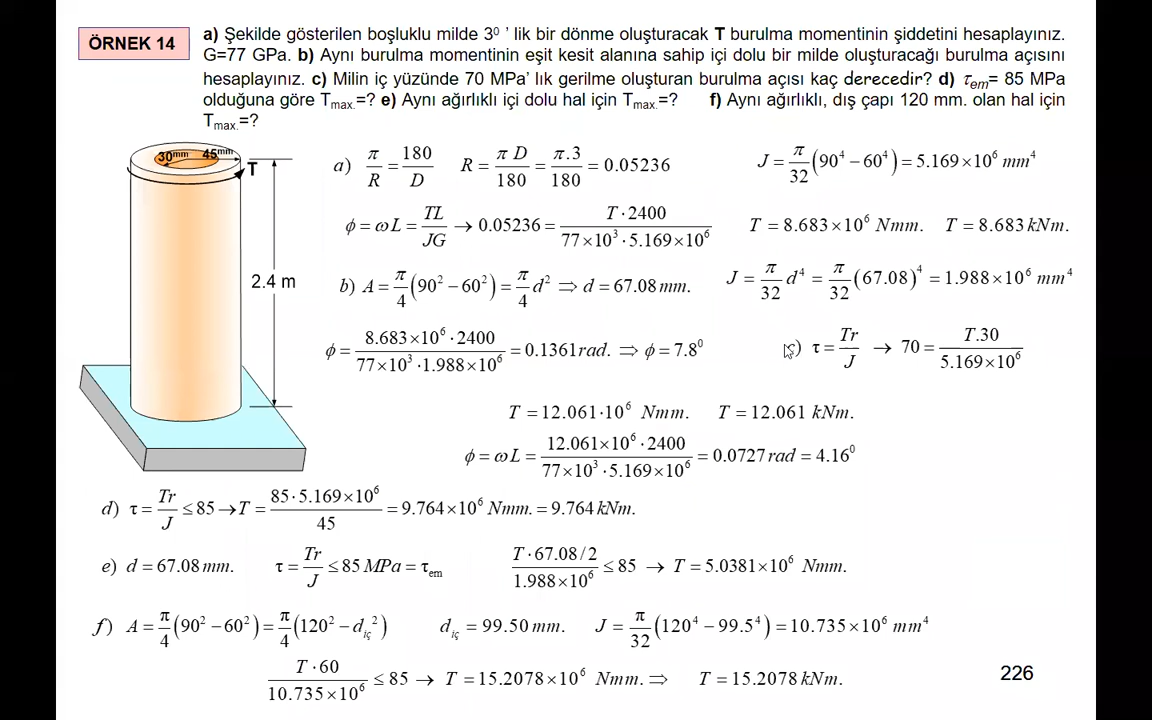 ÖRNEK 14
a) Şekilde gösterilen boşluklu milde 3⁰ ’ lik bir dönme oluşturacak T burulma momentinin şiddetini hesaplayınız.
G=77 GPa. b) Aynı burulma momentinin eşit kesit alanına sahip içi dolu bir milde oluşturacağı burulma açısını
hesaplayınız. c) Milin iç yüzünde 70 MPa’ lık gerilme oluşturan burulma açısı kaç derecedir? d) τem= 85 MPa
olduğuna göre Tmax.=? e) Aynı ağırlıklı içi dolu hal için Tmax.=? f) Aynı ağırlıklı, dış çapı 120 mm. olan hal için
Tmax.=?
30mm 45mm
T
2.4 m
a) π/R = 180/D R = π D/180 = π.3/180 = 0.05236 J = π/32 (90⁴ − 60⁴) = 5.169×10⁶ mm⁴
ϕ = ωL = TL/JG → 0.05236 = T·2400/77×10³·5.169×10⁶ T = 8.683×10⁶ Nmm. T = 8.683 kNm.
b) A = π/4 (90² − 60²) = π/4 d² ⇒ d = 67.08 mm. J = π/32 d⁴ = π/32 (67.08)⁴ = 1.988×10⁶ mm⁴
ϕ = 8.683×10⁶·2400/77×10³·1.988×10⁶ = 0.1361 rad. ⇒ ϕ = 7.8⁰ c) τ = Tr/J → 70 = T.30/5.169×10⁶
T = 12.061·10⁶ Nmm. T = 12.061 kNm.
ϕ = ωL = 12.061×10⁶·2400/77×10³·5.169×10⁶ = 0.0727 rad = 4.16⁰
d) τ = Tr/J ≤ 85 → T = 85·5.169×10⁶/45 = 9.764×10⁶ Nmm. = 9.764 kNm.
e) d = 67.08 mm. τ = Tr/J ≤ 85 MPa = τem T·67.08/2/1.988×10⁶ ≤ 85 → T = 5.0381×10⁶ Nmm.
f) A = π/4 (90² − 60²) = π/4 (120² − diç²) diç = 99.50 mm. J = π/32 (120⁴ − 99.5⁴) = 10.735×10⁶ mm⁴
T·60/10.735×10⁶ ≤ 85 → T = 15.2078×10⁶ Nmm. ⇒ T = 15.2078 kNm.
226